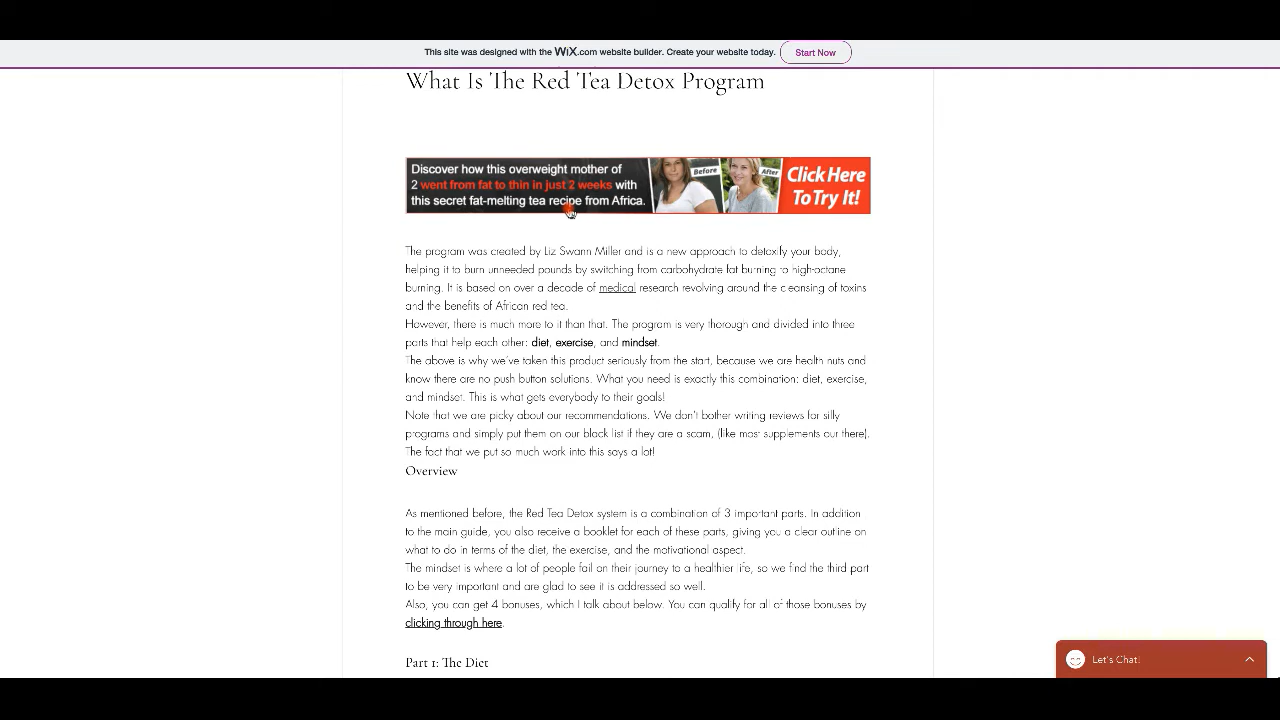 This site was designed with the WiX.com website builder. Create your website today. Start Now
What Is The Red Tea Detox Program
Discover how this overweight mother of
2 went from fat to thin in just 2 weeks with
this secret fat-melting tea recipe from Africa.
Before
After
Click Here
To Try It!
The program was created by Liz Swann Miller and is a new approach to detoxify your body,
helping it to burn unneeded pounds by switching from carbohydrate fat burning to high-octane
burning. It is based on over a decade of medical research revolving around the cleansing of toxins
and the benefits of African red tea.
However, there is much more to it than that. The program is very thorough and divided into three
parts that help each other: diet, exercise, and mindset.
The above is why we've taken this product seriously from the start, because we are health nuts and
know there are no push button solutions. What you need is exactly this combination: diet, exercise,
and mindset. This is what gets everybody to their goals!
Note that we are picky about our recommendations. We don't bother writing reviews for silly
programs and simply put them on our black list if they are a scam, (like most supplements our there).
The fact that we put so much work into this says a lot!
Overview
As mentioned before, the Red Tea Detox system is a combination of 3 important parts. In addition
to the main guide, you also receive a booklet for each of these parts, giving you a clear outline on
what to do in terms of the diet, the exercise, and the motivational aspect.
The mindset is where a lot of people fail on their journey to a healthier life, so we find the third part
to be very important and are glad to see it is addressed so well.
Also, you can get 4 bonuses, which I talk about below. You can qualify for all of those bonuses by
clicking through here.
Part 1: The Diet
Let's Chat!